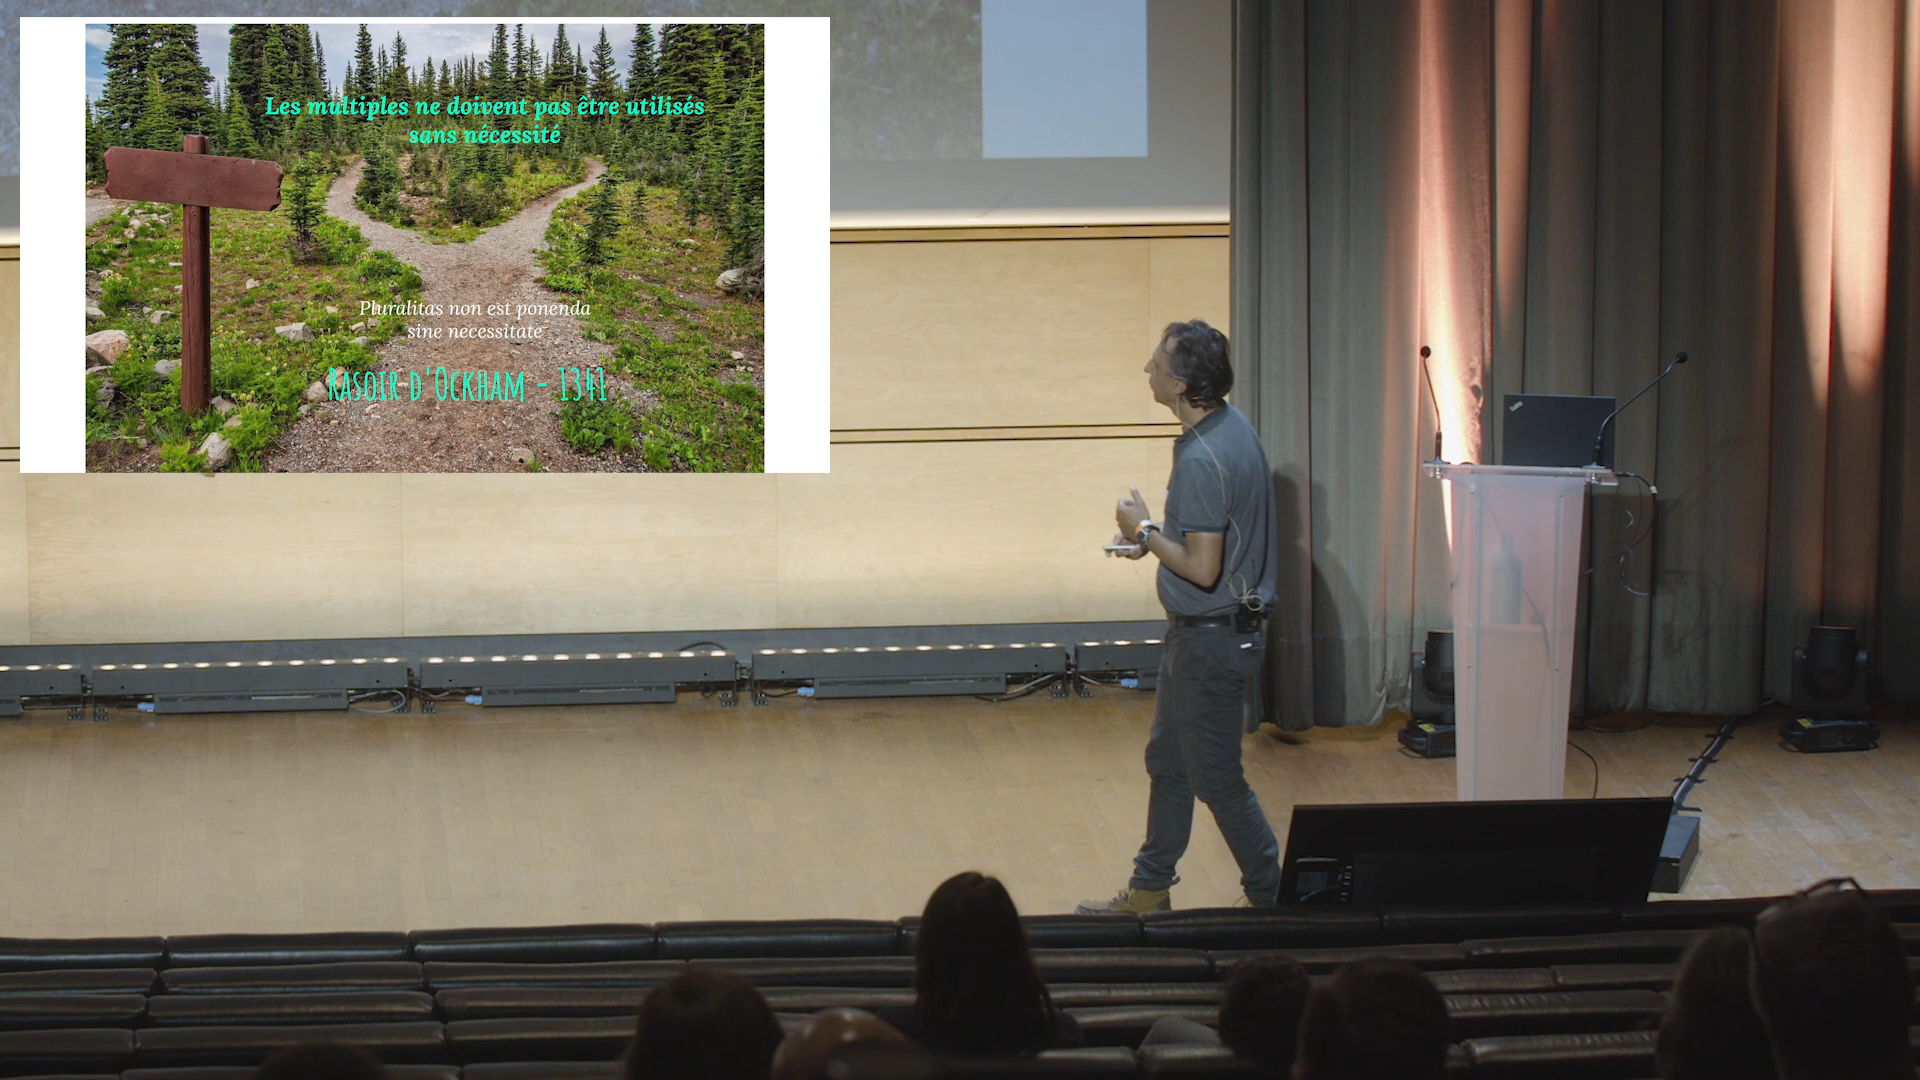 Les multiples ne doivent pas être utilisés
sans nécessité
Pluralitas non est ponenda
sine necessitate
Rasoir d'Ockham - 1341